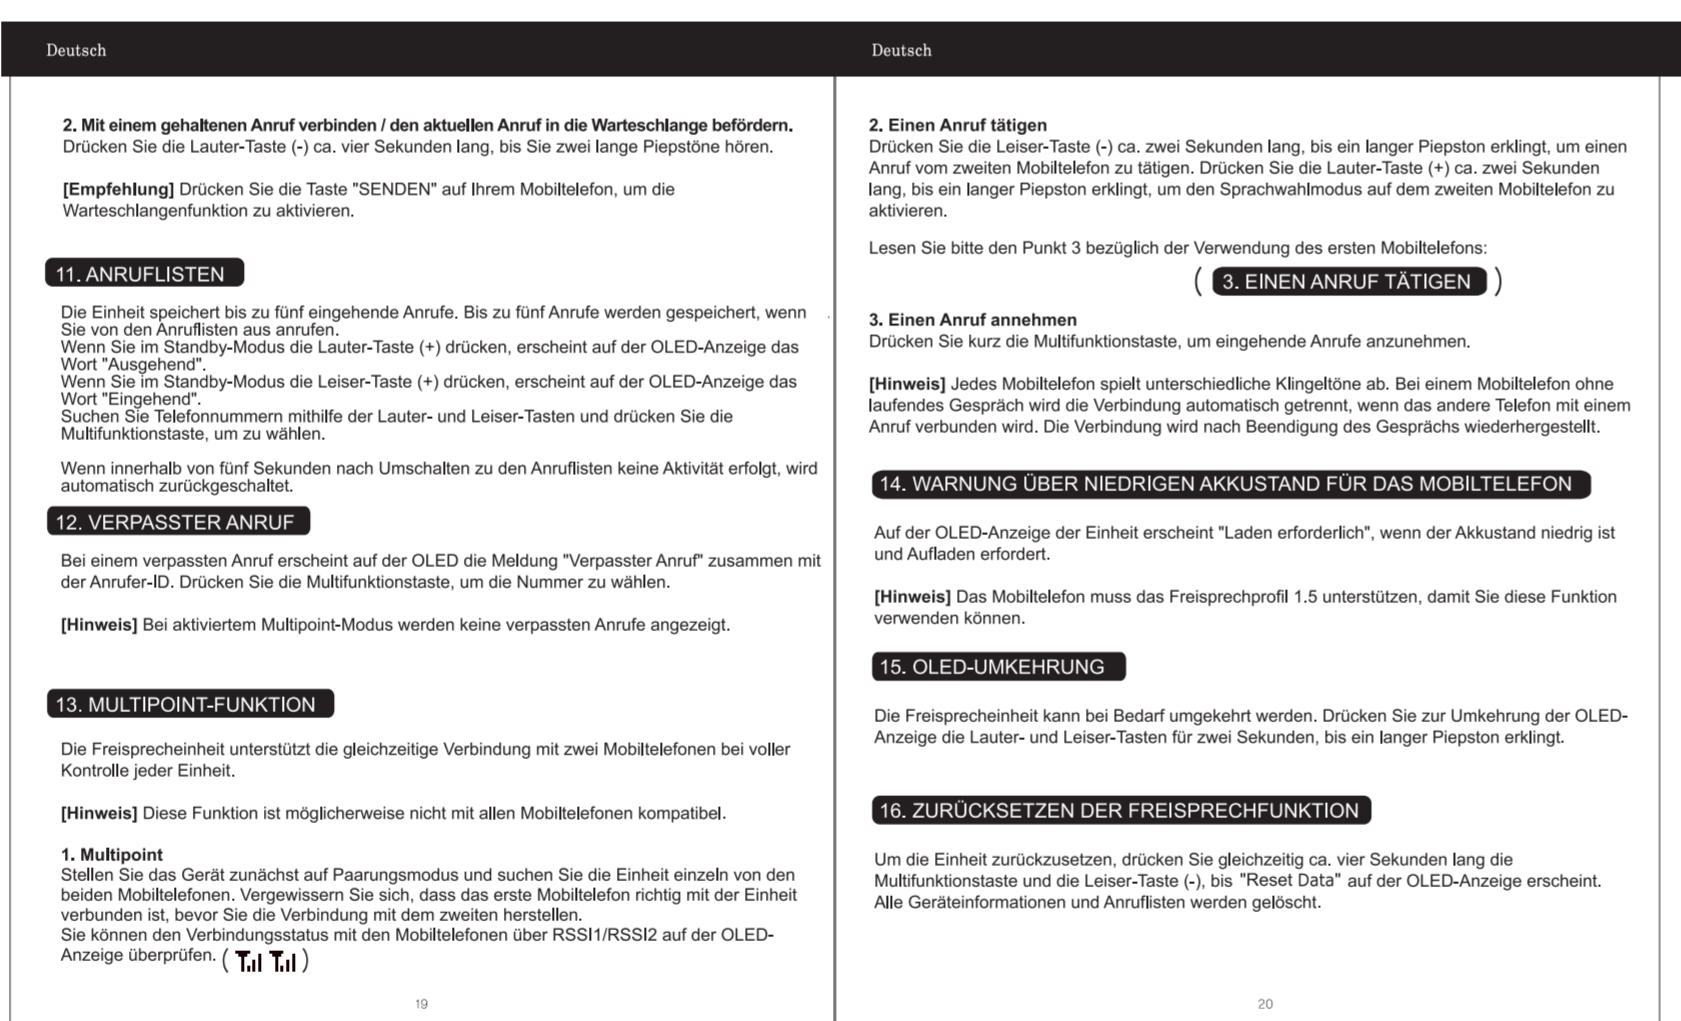 Deutsch
2. Mit einem gehaltenen Anruf verbinden / den aktuellen Anruf in die Warteschlange befördern.
Drücken Sie die Lauter-Taste (-) ca. vier Sekunden lang, bis Sie zwei lange Piepstöne hören.
[Empfehlung] Drücken Sie die Taste "SENDEN" auf Ihrem Mobiltelefon, um die
Warteschlangenfunktion zu aktivieren.
11. ANRUFLISTEN
Die Einheit speichert bis zu fünf eingehende Anrufe. Bis zu fünf Anrufe werden gespeichert, wenn
Sie von den Anruflisten aus anrufen.
Wenn Sie im Standby-Modus die Lauter-Taste (+) drücken, erscheint auf der OLED-Anzeige das
Wort "Ausgehend".
Wenn Sie im Standby-Modus die Leiser-Taste (+) drücken, erscheint auf der OLED-Anzeige das
Wort "Eingehend".
Suchen Sie Telefonnummern mithilfe der Lauter- und Leiser-Tasten und drücken Sie die
Multifunktionstaste, um zu wählen.
Wenn innerhalb von fünf Sekunden nach Umschalten zu den Anruflisten keine Aktivität erfolgt, wird
automatisch zurückgeschaltet.
12. VERPASSTER ANRUF
Bei einem verpassten Anruf erscheint auf der OLED die Meldung "Verpasster Anruf" zusammen mit
der Anrufer-ID. Drücken Sie die Multifunktionstaste, um die Nummer zu wählen.
[Hinweis] Bei aktiviertem Multipoint-Modus werden keine verpassten Anrufe angezeigt.
13. MULTIPOINT-FUNKTION
Die Freisprecheinheit unterstützt die gleichzeitige Verbindung mit zwei Mobiltelefonen bei voller
Kontrolle jeder Einheit.
[Hinweis] Diese Funktion ist möglicherweise nicht mit allen Mobiltelefonen kompatibel.
1. Multipoint
Stellen Sie das Gerät zunächst auf Paarungsmodus und suchen Sie die Einheit einzeln von den
beiden Mobiltelefonen. Vergewissern Sie sich, dass das erste Mobiltelefon richtig mit der Einheit
verbunden ist, bevor Sie die Verbindung mit dem zweiten herstellen.
Sie können den Verbindungsstatus mit den Mobiltelefonen über RSSI1/RSSI2 auf der OLED-
Anzeige überprüfen. ( )
19
Deutsch
2. Einen Anruf tätigen
Drücken Sie die Leiser-Taste (-) ca. zwei Sekunden lang, bis ein langer Piepston erklingt, um einen
Anruf vom zweiten Mobiltelefon zu tätigen. Drücken Sie die Lauter-Taste (+) ca. zwei Sekunden
lang, bis ein langer Piepston erklingt, um den Sprachwahlmodus auf dem zweiten Mobiltelefon zu
aktivieren.
Lesen Sie bitte den Punkt 3 bezüglich der Verwendung des ersten Mobiltelefons:
( 3. EINEN ANRUF TÄTIGEN )
3. Einen Anruf annehmen
Drücken Sie kurz die Multifunktionstaste, um eingehende Anrufe anzunehmen.
[Hinweis] Jedes Mobiltelefon spielt unterschiedliche Klingeltöne ab. Bei einem Mobiltelefon ohne
laufendes Gespräch wird die Verbindung automatisch getrennt, wenn das andere Telefon mit einem
Anruf verbunden wird. Die Verbindung wird nach Beendigung des Gesprächs wiederhergestellt.
14. WARNUNG ÜBER NIEDRIGEN AKKUSTAND FÜR DAS MOBILTELEFON
Auf der OLED-Anzeige der Einheit erscheint "Laden erforderlich", wenn der Akkustand niedrig ist
und Aufladen erfordert.
[Hinweis] Das Mobiltelefon muss das Freisprechprofil 1.5 unterstützen, damit Sie diese Funktion
verwenden können.
15. OLED-UMKEHRUNG
Die Freisprecheinheit kann bei Bedarf umgekehrt werden. Drücken Sie zur Umkehrung der OLED-
Anzeige die Lauter- und Leiser-Tasten für zwei Sekunden, bis ein langer Piepston erklingt.
16. ZURÜCKSETZEN DER FREISPRECHFUNKTION
Um die Einheit zurückzusetzen, drücken Sie gleichzeitig ca. vier Sekunden lang die
Multifunktionstaste und die Leiser-Taste (-), bis "Reset Data" auf der OLED-Anzeige erscheint.
Alle Geräteinformationen und Anruflisten werden gelöscht.
20